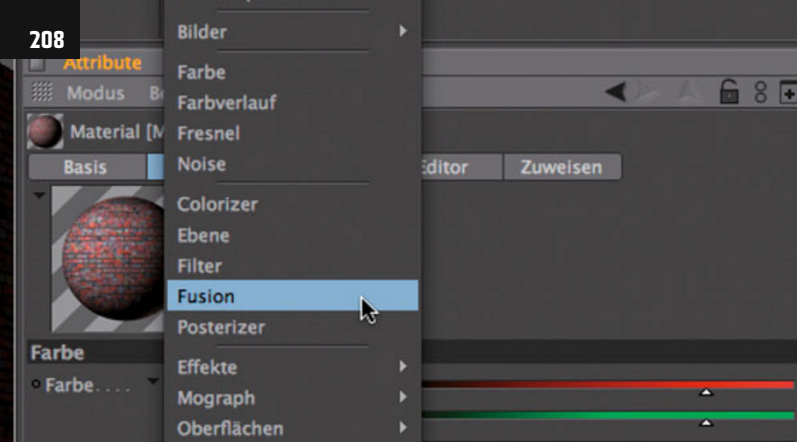 208
Bilder
Attribute
Farbe
Modus
Farbverlauf
Material [M
Fresnel
Basis
Noise
Editor
Zuweisen
Colorizer
Ebene
Filter
Fusion
Posterizer
Farbe
Effekte
Farbe....
Mograph
Oberflächen